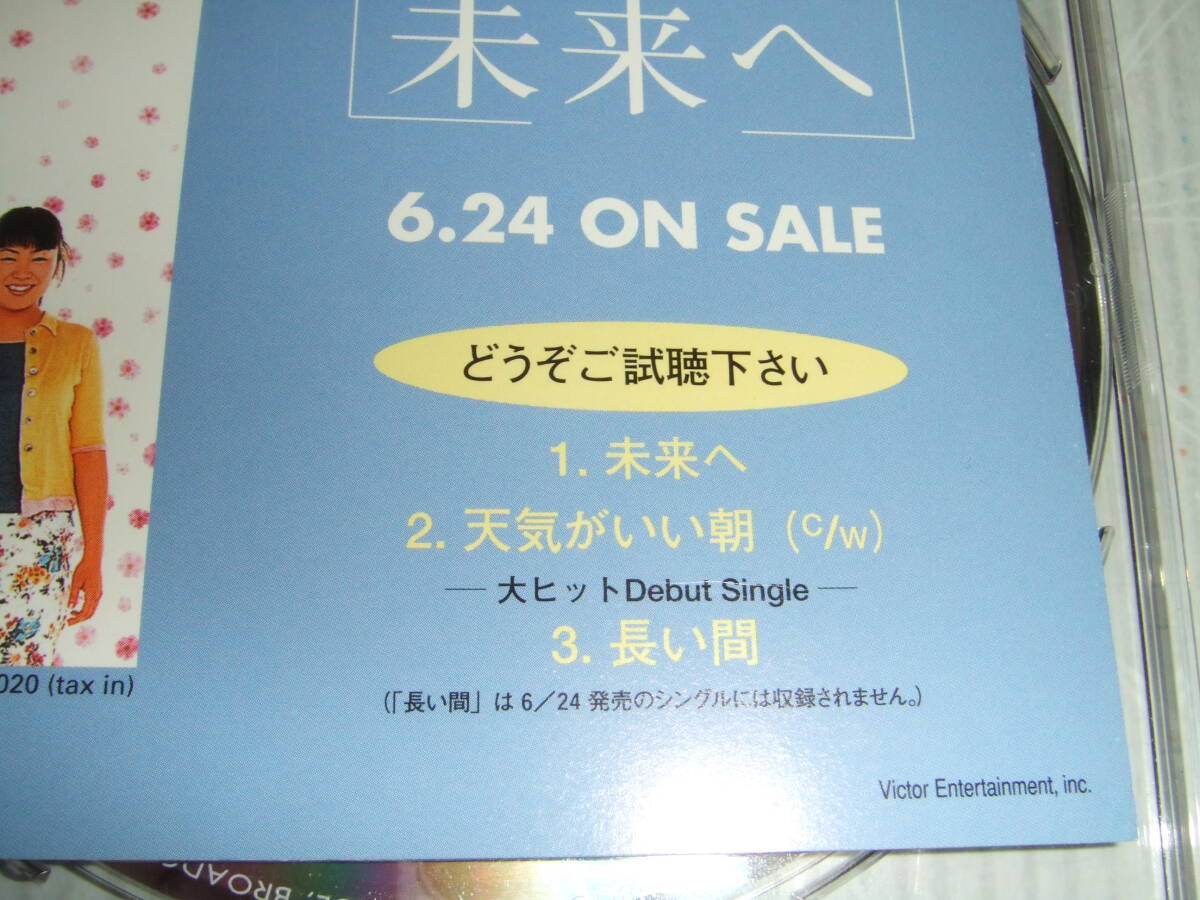 未来へ
6.24 ON SALE
どうぞご試聴下さい
1. 未来へ
2. 天気がいい朝 (c/w)
— 大ヒットDebut Single —
3. 長い間
020 (tax in)
(「長い間」は 6／24 発売のシングルには収録されません。)
Victor Entertainment, inc.
BROADC